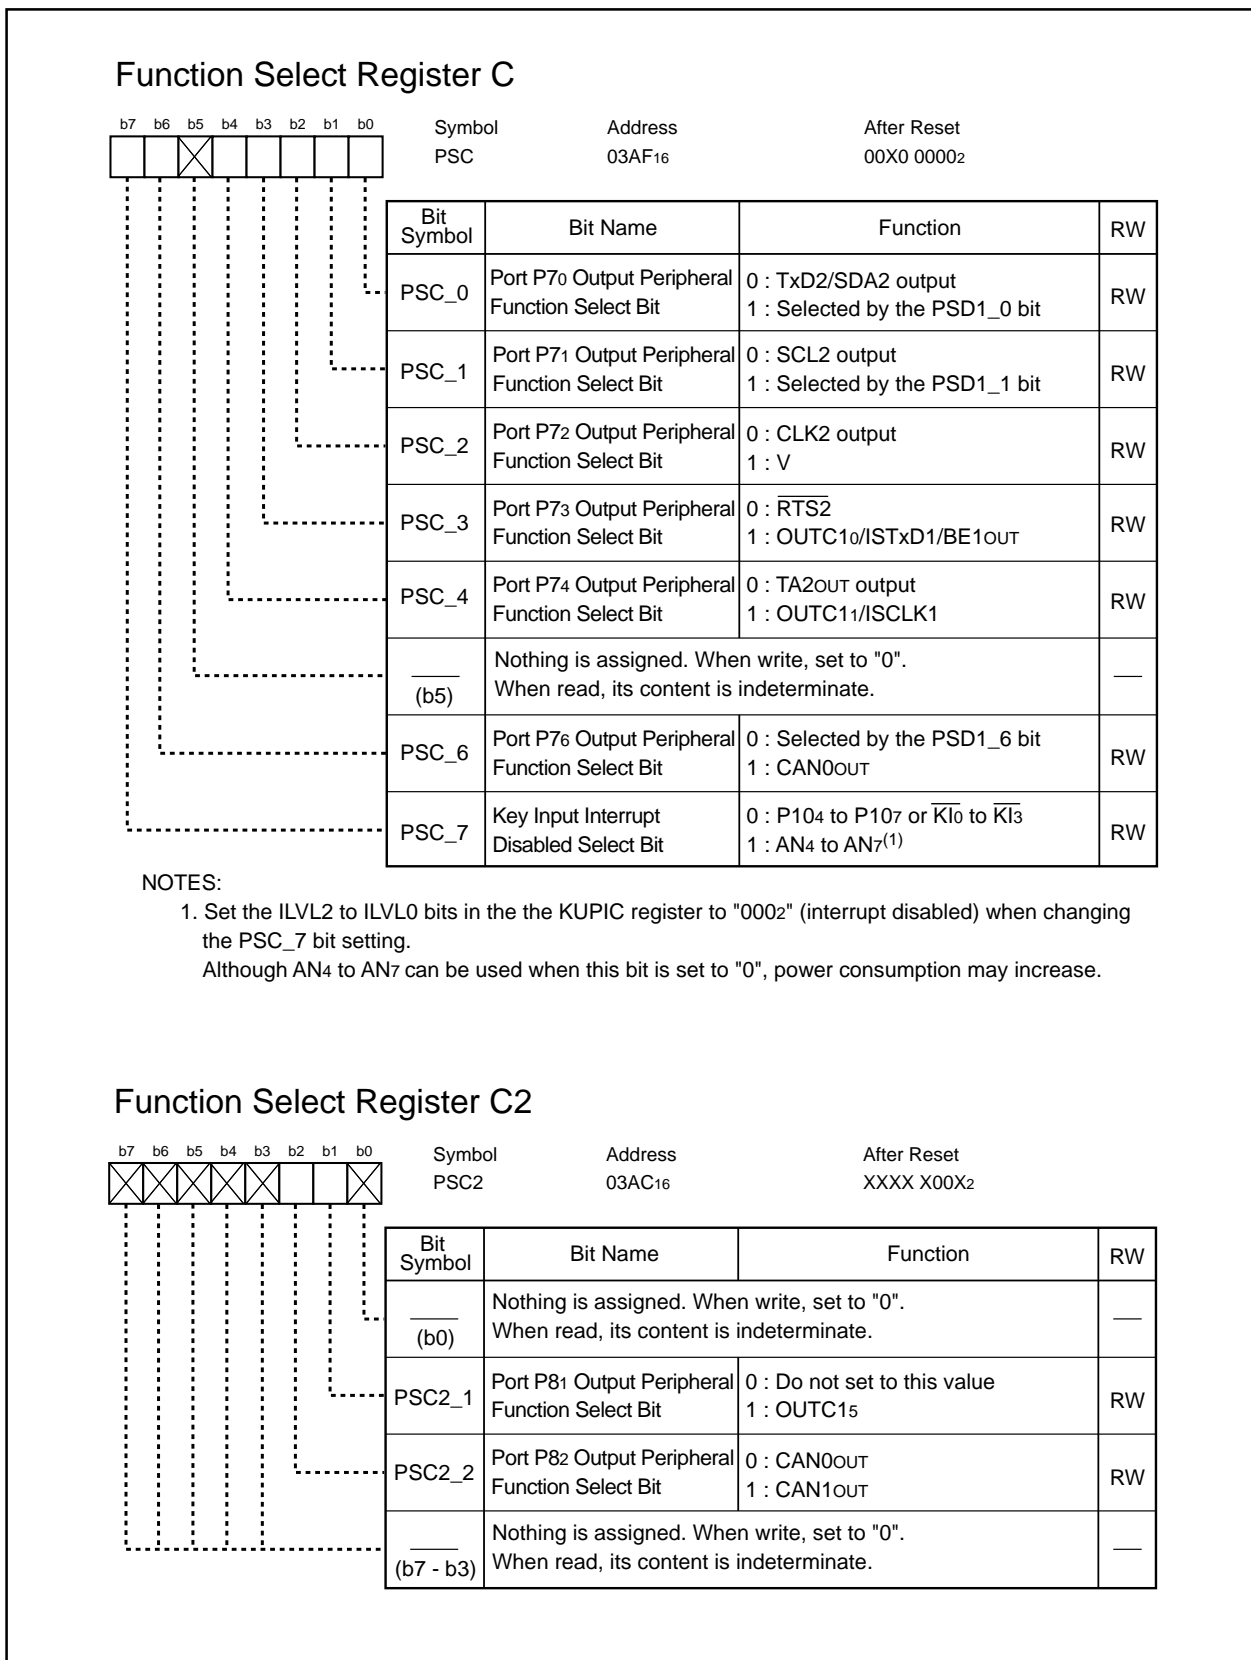 Function Select Register C
b7 b6 b5 b4 b3 b2 b1 b0
Symbol Address After Reset
PSC 03AF16 00X0 00002
Bit Symbol Bit Name Function RW
PSC_0 Port P70 Output Peripheral Function Select Bit 0 : TxD2/SDA2 output 1 : Selected by the PSD1_0 bit RW
PSC_1 Port P71 Output Peripheral Function Select Bit 0 : SCL2 output 1 : Selected by the PSD1_1 bit RW
PSC_2 Port P72 Output Peripheral Function Select Bit 0 : CLK2 output 1 : V RW
PSC_3 Port P73 Output Peripheral Function Select Bit 0 : RTS2 1 : OUTC10/ISTxD1/BE1OUT RW
PSC_4 Port P74 Output Peripheral Function Select Bit 0 : TA2OUT output 1 : OUTC11/ISCLK1 RW
(b5) Nothing is assigned. When write, set to "0". When read, its content is indeterminate.
PSC_6 Port P76 Output Peripheral Function Select Bit 0 : Selected by the PSD1_6 bit 1 : CAN0OUT RW
PSC_7 Key Input Interrupt Disabled Select Bit 0 : P104 to P107 or KI0 to KI3 1 : AN4 to AN7(1) RW
NOTES:
1. Set the ILVL2 to ILVL0 bits in the the KUPIC register to "0002" (interrupt disabled) when changing
the PSC_7 bit setting.
Although AN4 to AN7 can be used when this bit is set to "0", power consumption may increase.
Function Select Register C2
b7 b6 b5 b4 b3 b2 b1 b0
Symbol Address After Reset
PSC2 03AC16 XXXX X00X2
Bit Symbol Bit Name Function RW
(b0) Nothing is assigned. When write, set to "0". When read, its content is indeterminate.
PSC2_1 Port P81 Output Peripheral Function Select Bit 0 : Do not set to this value 1 : OUTC15 RW
PSC2_2 Port P82 Output Peripheral Function Select Bit 0 : CAN0OUT 1 : CAN1OUT RW
(b7 - b3) Nothing is assigned. When write, set to "0". When read, its content is indeterminate.